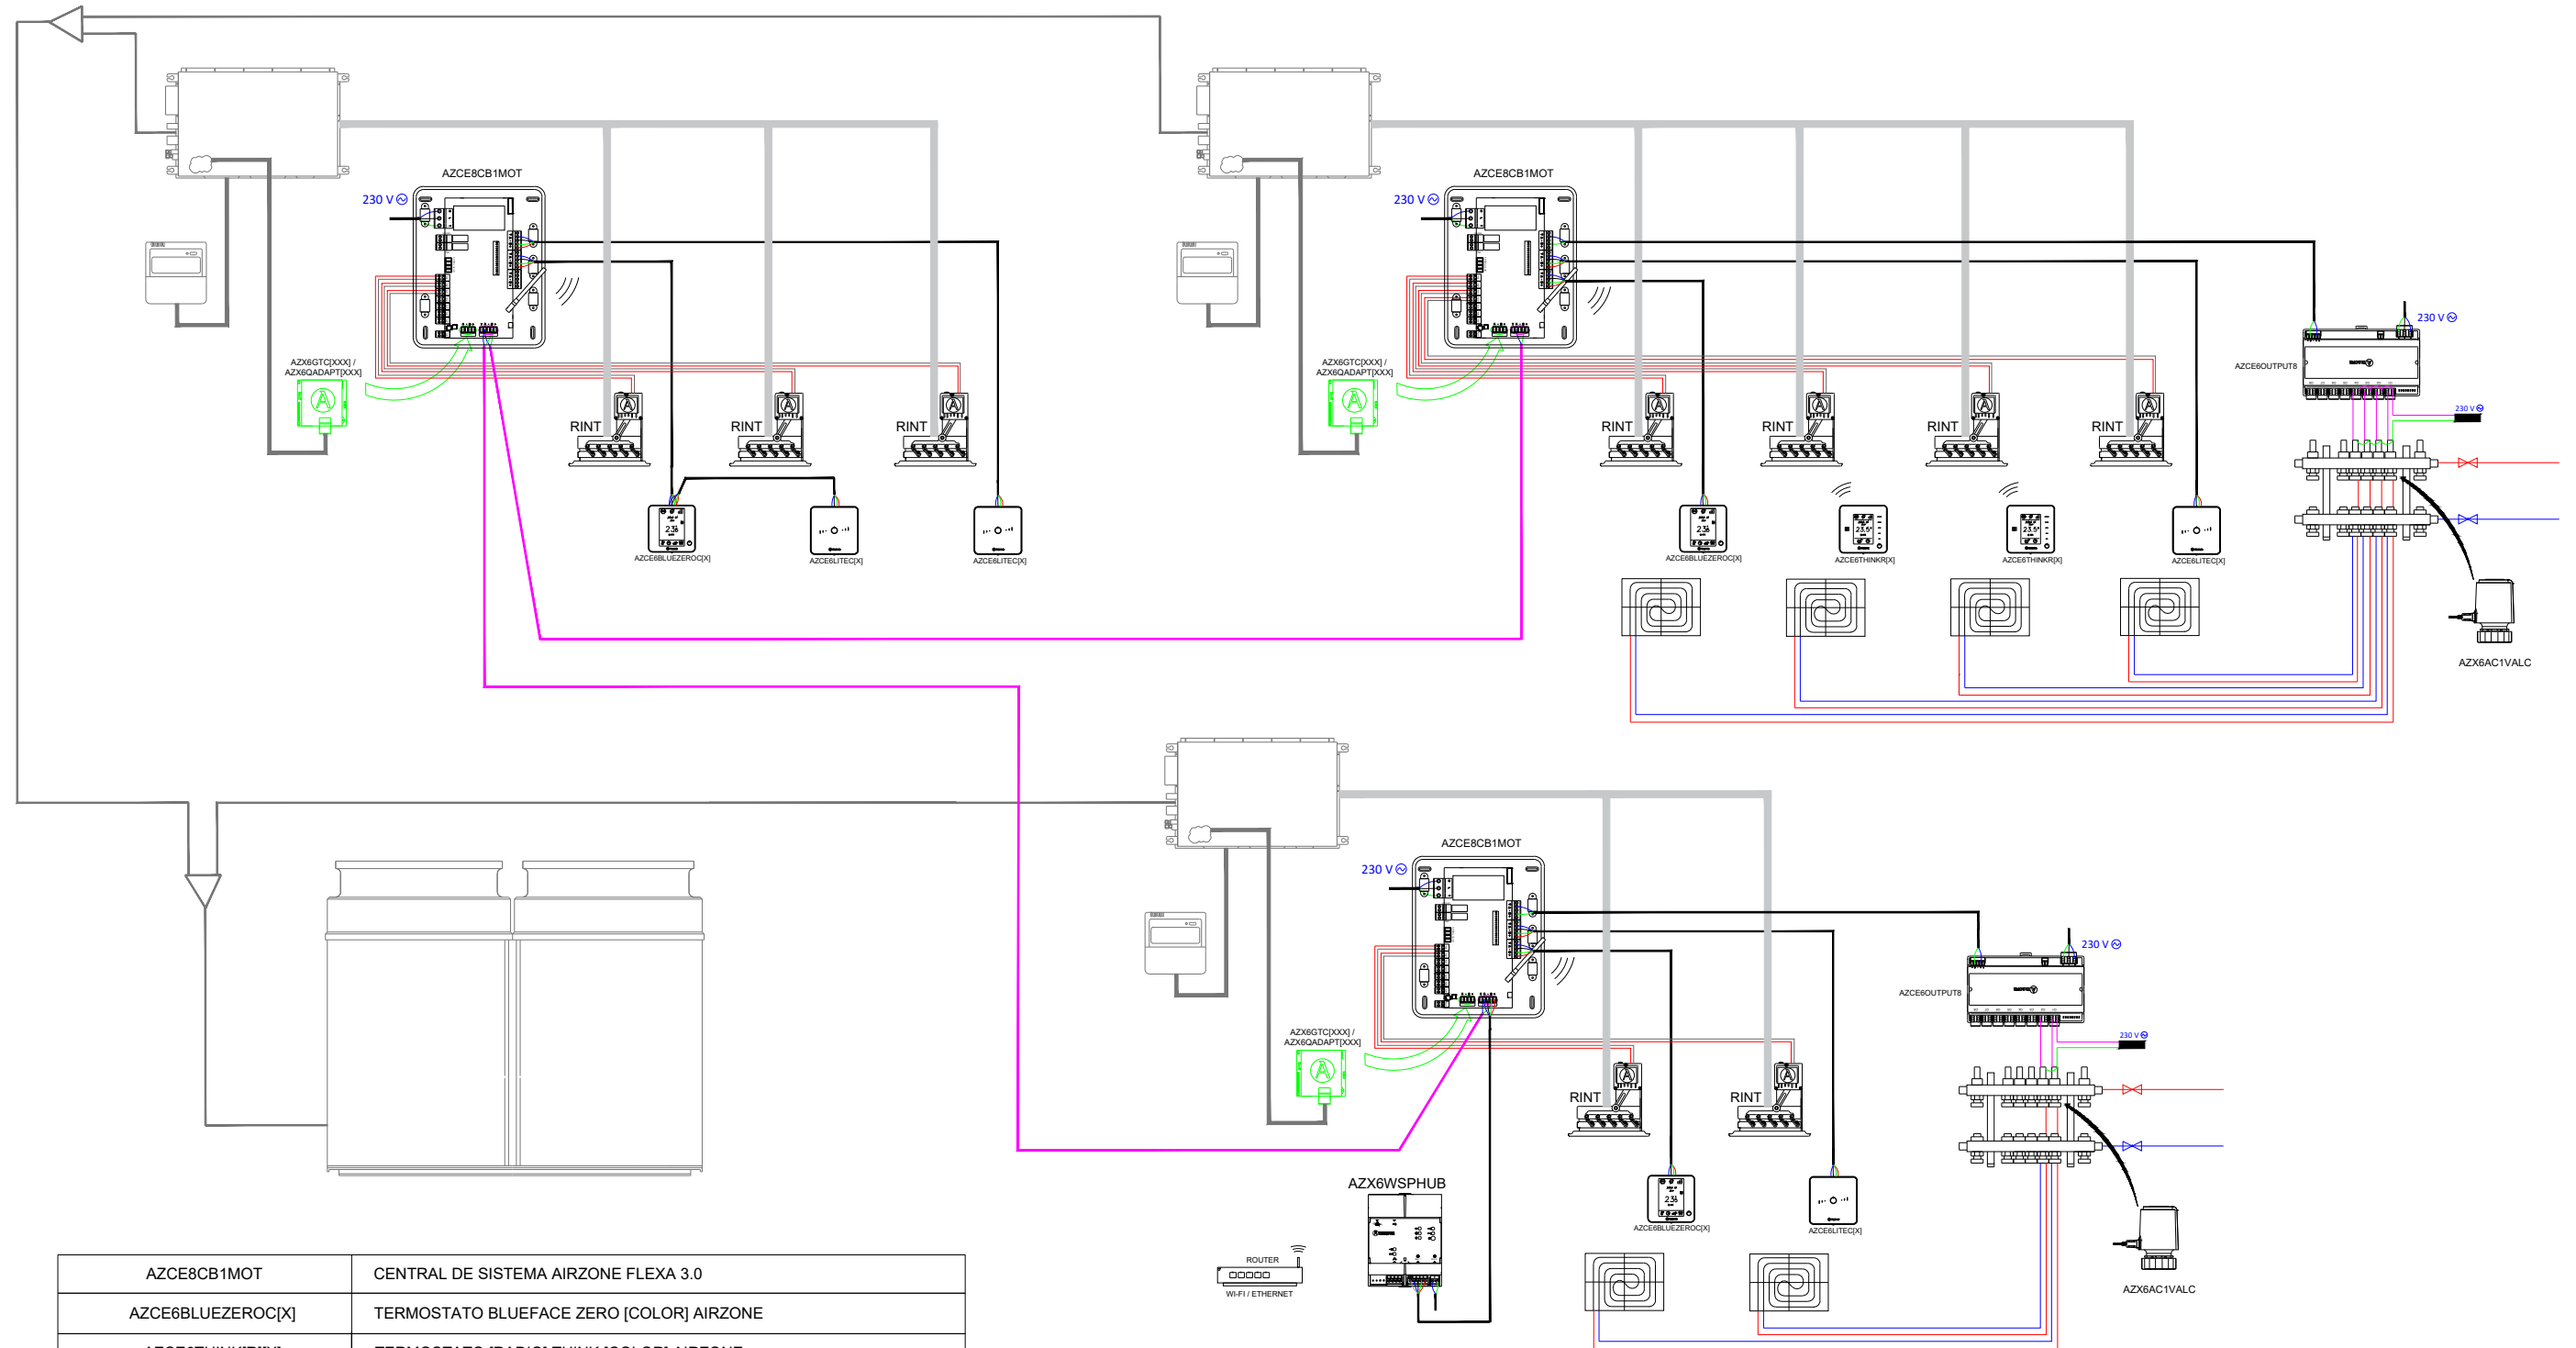 AZCE8CB1MOT
230 V
AZX6GTC[XXX] /
AZX6QADAPT[XXX]
RINT
RINT
RINT
AZCE6BLUEZEROC[X]
AZCE6LITEC[X]
AZCE6LITEC[X]
AZCE8CB1MOT
230 V
AZX6GTC[XXX] /
AZX6QADAPT[XXX]
RINT
RINT
RINT
RINT
AZCE6BLUEZEROC[X]
AZCE6THINKR[X]
AZCE6THINKR[X]
AZCE6LITEC[X]
230 V
AZCE6OUTPUT8
230 V
AZX6AC1VALC
AZCE8CB1MOT
230 V
AZX6GTC[XXX] /
AZX6QADAPT[XXX]
RINT
RINT
AZCE6BLUEZEROC[X]
AZCE6LITEC[X]
230 V
AZCE6OUTPUT8
230 V
AZX6AC1VALC
AZX6WSPHUB
ROUTER
WI-FI / ETHERNET
AZCE8CB1MOT CENTRAL DE SISTEMA AIRZONE FLEXA 3.0
AZCE6BLUEZEROC[X] TERMOSTATO BLUEFACE ZERO [COLOR] AIRZONE